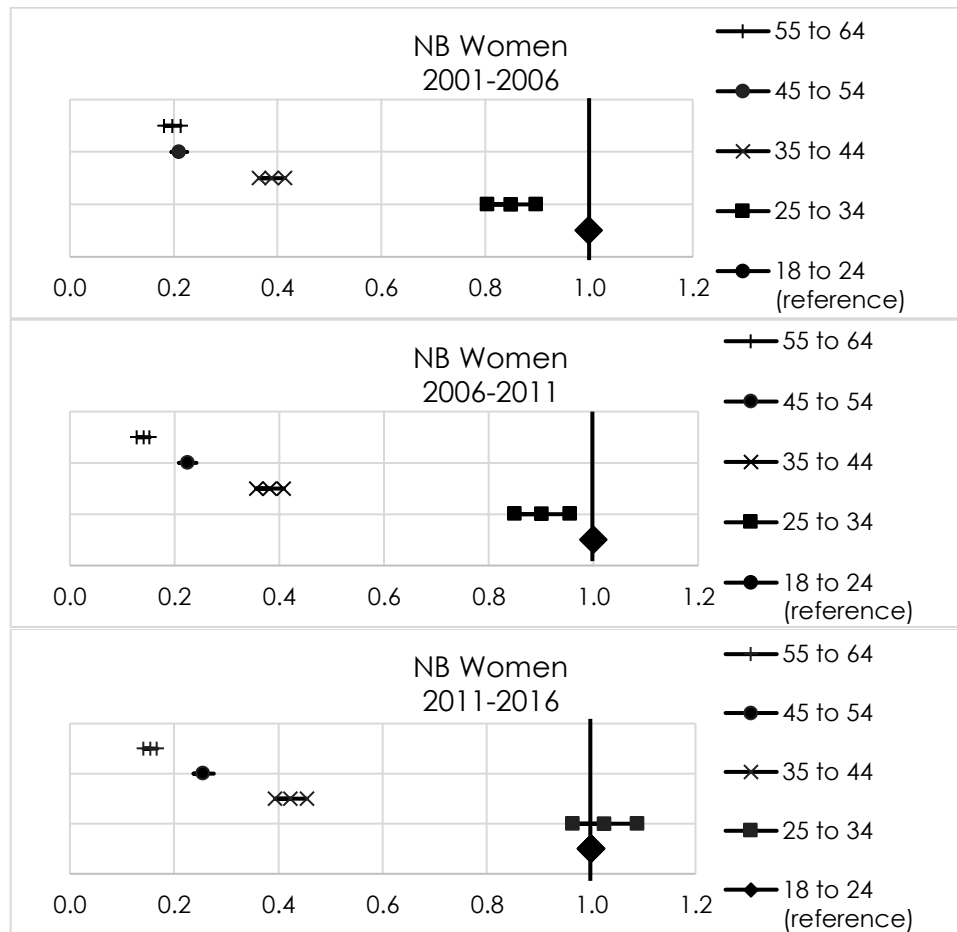 NB Women
2001-2006
0.0 0.2 0.4 0.6 0.8 1.0 1.2
55 to 64
45 to 54
35 to 44
25 to 34
18 to 24
(reference)
NB Women
2006-2011
0.0 0.2 0.4 0.6 0.8 1.0 1.2
55 to 64
45 to 54
35 to 44
25 to 34
18 to 24
(reference)
NB Women
2011-2016
0.0 0.2 0.4 0.6 0.8 1.0 1.2
55 to 64
45 to 54
35 to 44
25 to 34
18 to 24
(reference)